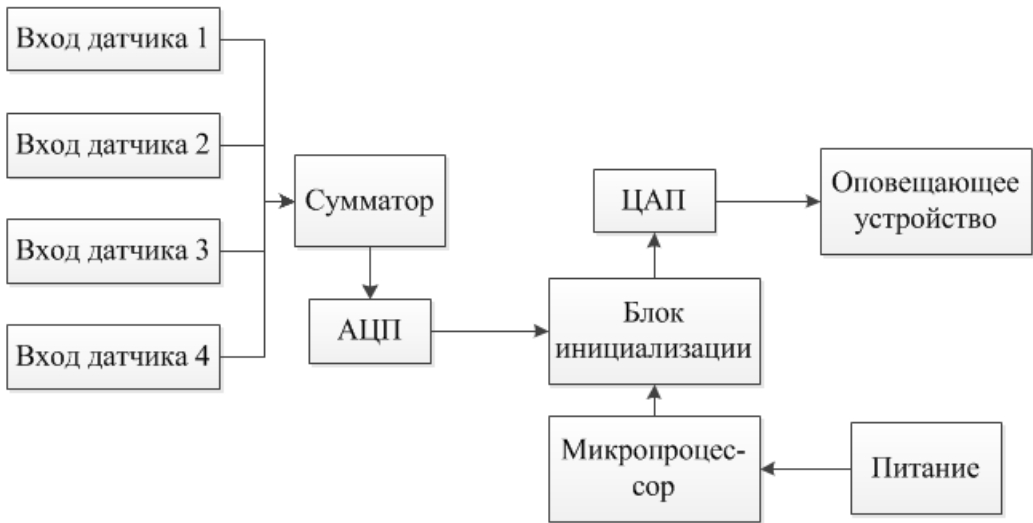 Вход датчика 1
Вход датчика 2
Вход датчика 3
Вход датчика 4
Сумматор
АЦП
ЦАП
Оповещающее
устройство
Блок
инициализации
Микропроцес-
сор
Питание